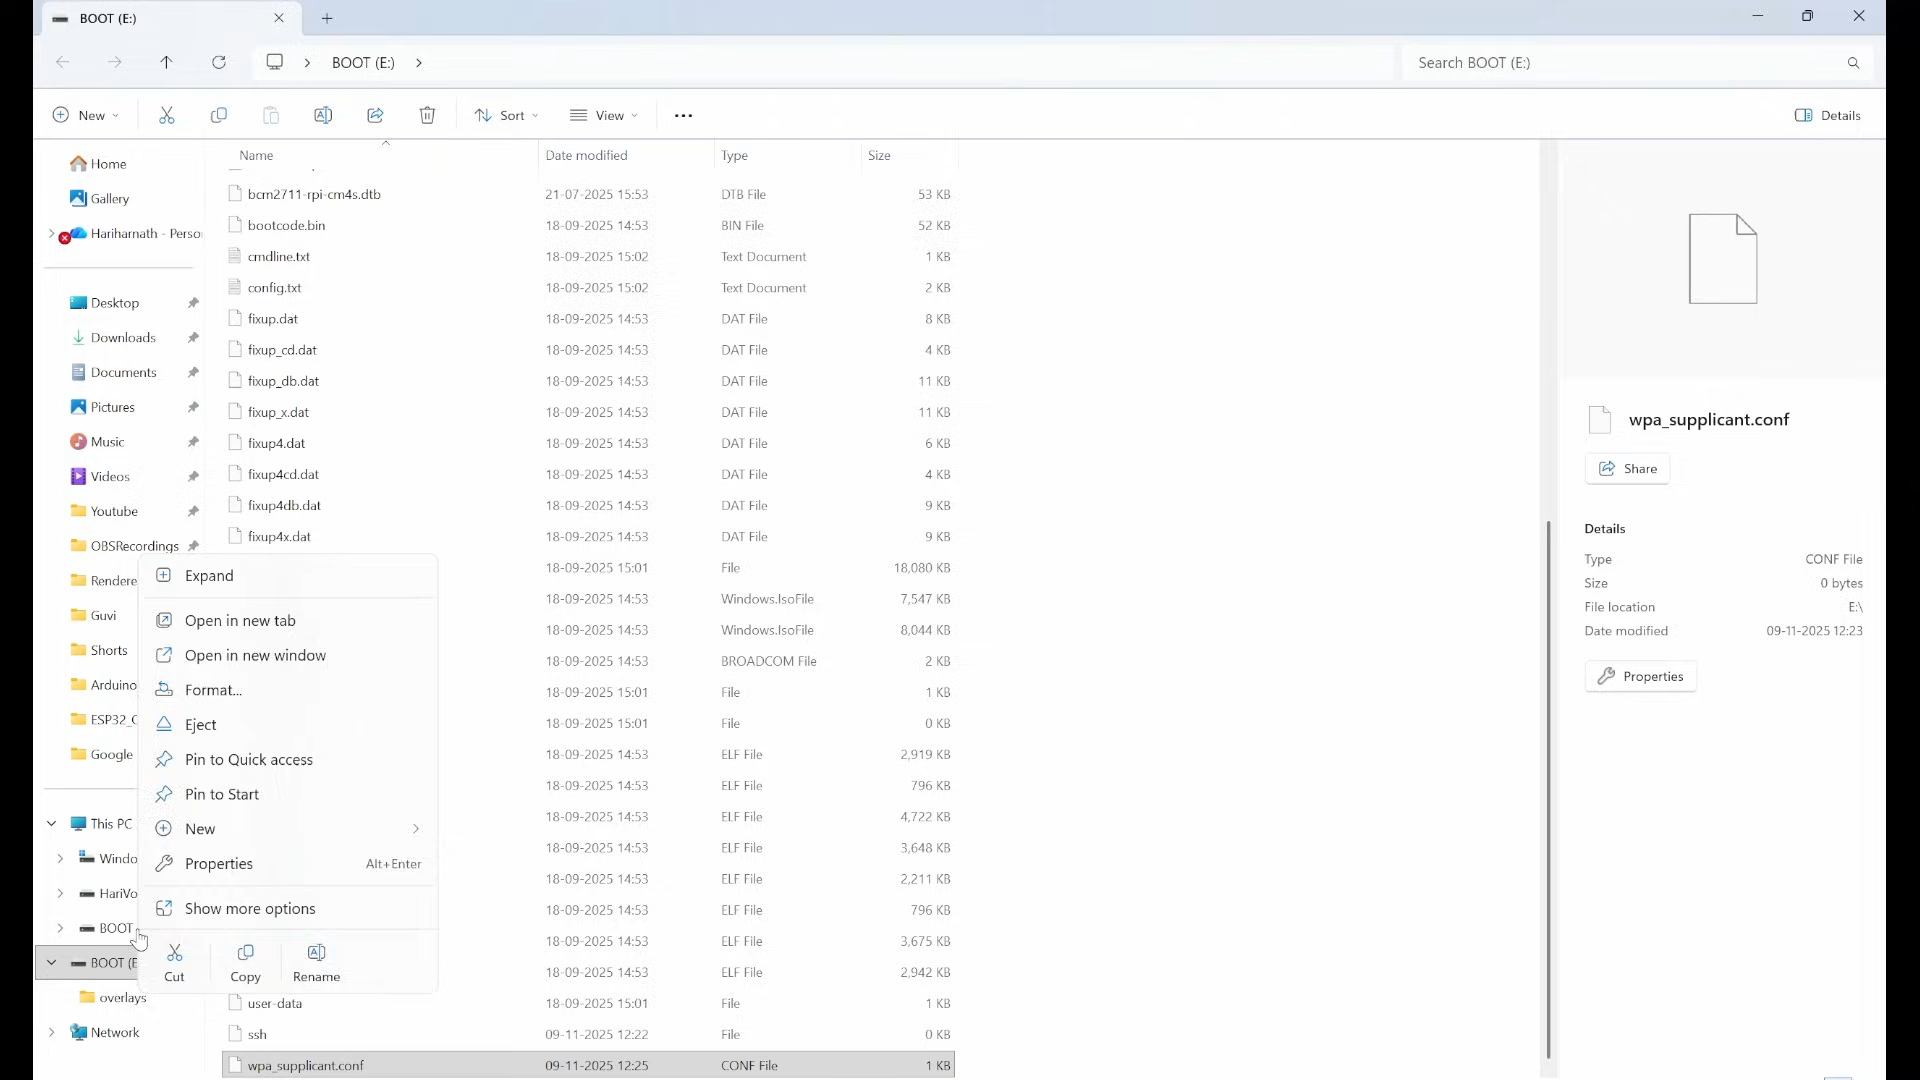 BOOT (E:)
BOOT (E:)
Search BOOT (E:)
New
Sort
View
Details
Name
Date modified
Type
Size
Home
Gallery
Hariharnath - Perso
Desktop
Downloads
Documents
Pictures
Music
Videos
Youtube
OBSRecordings
Rendere
Guvi
Shorts
Arduino
ESP32_C
Google
This PC
Windo
HariVo
BOOT
BOOT (E
overlays
Network
bcm2711-rpi-cm4s.dtb 21-07-2025 15:53 DTB File 53 KB
bootcode.bin 18-09-2025 14:53 BIN File 52 KB
cmdline.txt 18-09-2025 15:02 Text Document 1 KB
config.txt 18-09-2025 15:02 Text Document 2 KB
fixup.dat 18-09-2025 14:53 DAT File 8 KB
fixup_cd.dat 18-09-2025 14:53 DAT File 4 KB
fixup_db.dat 18-09-2025 14:53 DAT File 11 KB
fixup_x.dat 18-09-2025 14:53 DAT File 11 KB
fixup4.dat 18-09-2025 14:53 DAT File 6 KB
fixup4cd.dat 18-09-2025 14:53 DAT File 4 KB
fixup4db.dat 18-09-2025 14:53 DAT File 9 KB
fixup4x.dat 18-09-2025 14:53 DAT File 9 KB
18-09-2025 15:01 File 18,080 KB
18-09-2025 14:53 Windows.IsoFile 7,547 KB
18-09-2025 14:53 Windows.IsoFile 8,044 KB
18-09-2025 14:53 BROADCOM File 2 KB
18-09-2025 15:01 File 1 KB
18-09-2025 15:01 File 0 KB
18-09-2025 14:53 ELF File 2,919 KB
18-09-2025 14:53 ELF File 796 KB
18-09-2025 14:53 ELF File 4,722 KB
18-09-2025 14:53 ELF File 3,648 KB
18-09-2025 14:53 ELF File 2,211 KB
18-09-2025 14:53 ELF File 796 KB
18-09-2025 14:53 ELF File 3,675 KB
18-09-2025 14:53 ELF File 2,942 KB
user-data 18-09-2025 15:01 File 1 KB
ssh 09-11-2025 12:22 File 0 KB
wpa_supplicant.conf 09-11-2025 12:25 CONF File 1 KB
Expand
Open in new tab
Open in new window
Format...
Eject
Pin to Quick access
Pin to Start
New
Properties Alt+Enter
Show more options
Cut
Copy
Rename
wpa_supplicant.conf
Share
Details
Type CONF File
Size 0 bytes
File location E:\
Date modified 09-11-2025 12:23
Properties